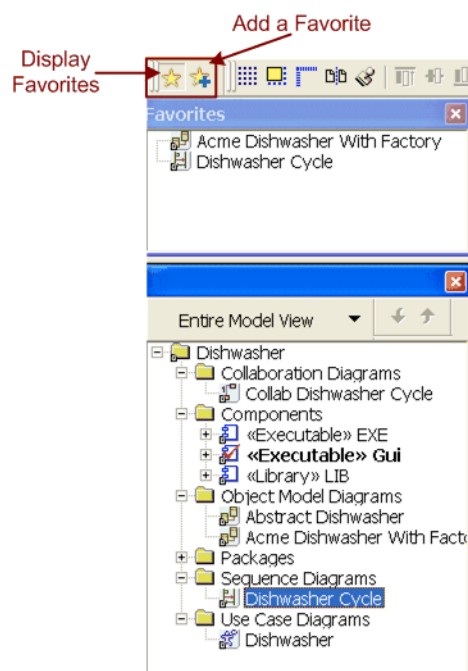 Add a Favorite
Display
Favorites
Favorites
Acme Dishwasher With Factory
Dishwasher Cycle
Entire Model View
Dishwasher
Collaboration Diagrams
Collab Dishwasher Cycle
Components
«Executable» EXE
«Executable» Gui
«Library» LIB
Object Model Diagrams
Abstract Dishwasher
Acme Dishwasher With Facto
Packages
Sequence Diagrams
Dishwasher Cycle
Use Case Diagrams
Dishwasher